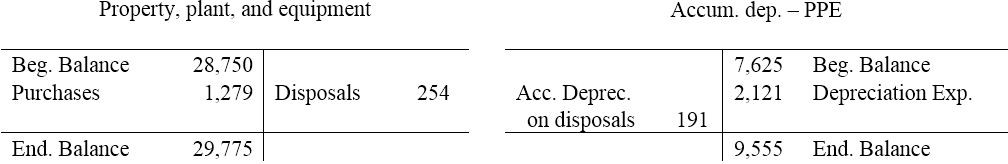 Property, plant, and equipment
Accum. dep. – PPE
Beg. Balance 28,750
7,625 Beg. Balance
Purchases 1,279 Disposals 254
Acc. Deprec. 2,121 Depreciation Exp.
on disposals 191
End. Balance 29,775
9,555 End. Balance